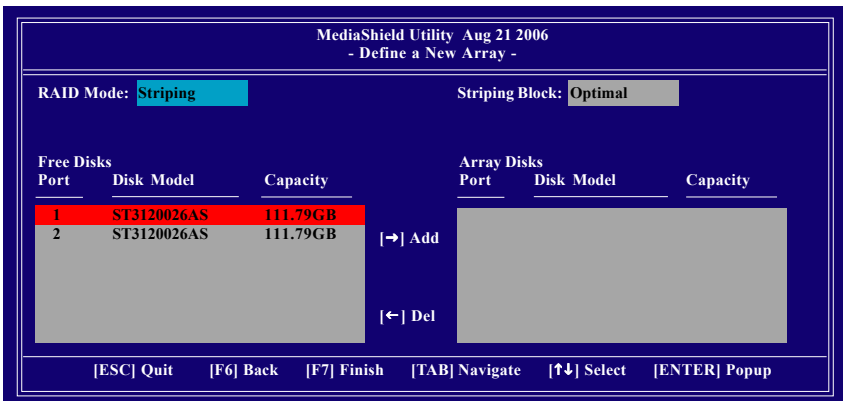 MediaShield Utility Aug 21 2006
- Define a New Array -
RAID Mode: Striping Striping Block: Optimal
Free Disks Array Disks
Port Disk Model Capacity Port Disk Model Capacity
1 ST3120026AS 111.79GB
2 ST3120026AS 111.79GB
[→] Add
[←] Del
[ESC] Quit [F6] Back [F7] Finish [TAB] Navigate [↑↓] Select [ENTER] Popup